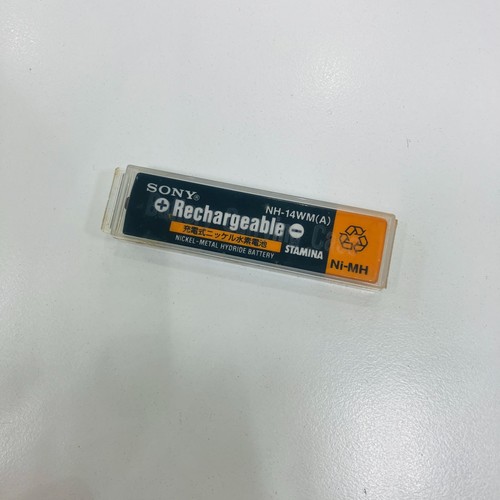 SONY®
NH-14WM(A)
+ Rechargeable -
充電式ニッケル水素電池
NICKEL-METAL HYDRIDE BATTERY
STAMINA
Ni-MH